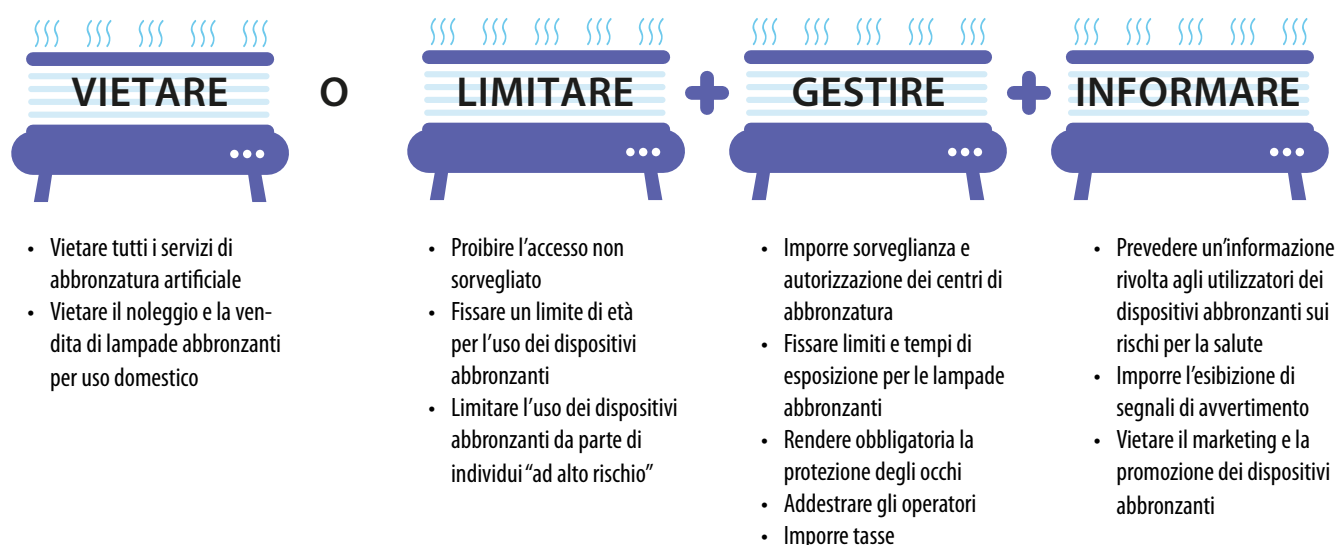 VIETARE
O
LIMITARE
+
GESTIRE
+
INFORMARE
• Vietare tutti i servizi di
abbronzatura artificiale
• Vietare il noleggio e la ven-
dita di lampade abbronzanti
per uso domestico
• Proibire l'accesso non
sorvegliato
• Fissare un limite di età
per l'uso dei dispositivi
abbronzanti
• Limitare l'uso dei dispositivi
abbronzanti da parte di
individui “ad alto rischio”
• Imporre sorveglianza e
autorizzazione dei centri di
abbronzatura
• Fissare limiti e tempi di
esposizione per le lampade
abbronzanti
• Rendere obbligatoria la
protezione degli occhi
• Addestrare gli operatori
• Imporre tasse
• Prevedere un'informazione
rivolta agli utilizzatori dei
dispositivi abbronzanti sui
rischi per la salute
• Imporre l'esibizione di
segnali di avvertimento
• Vietare il marketing e la
promozione dei dispositivi
abbronzanti